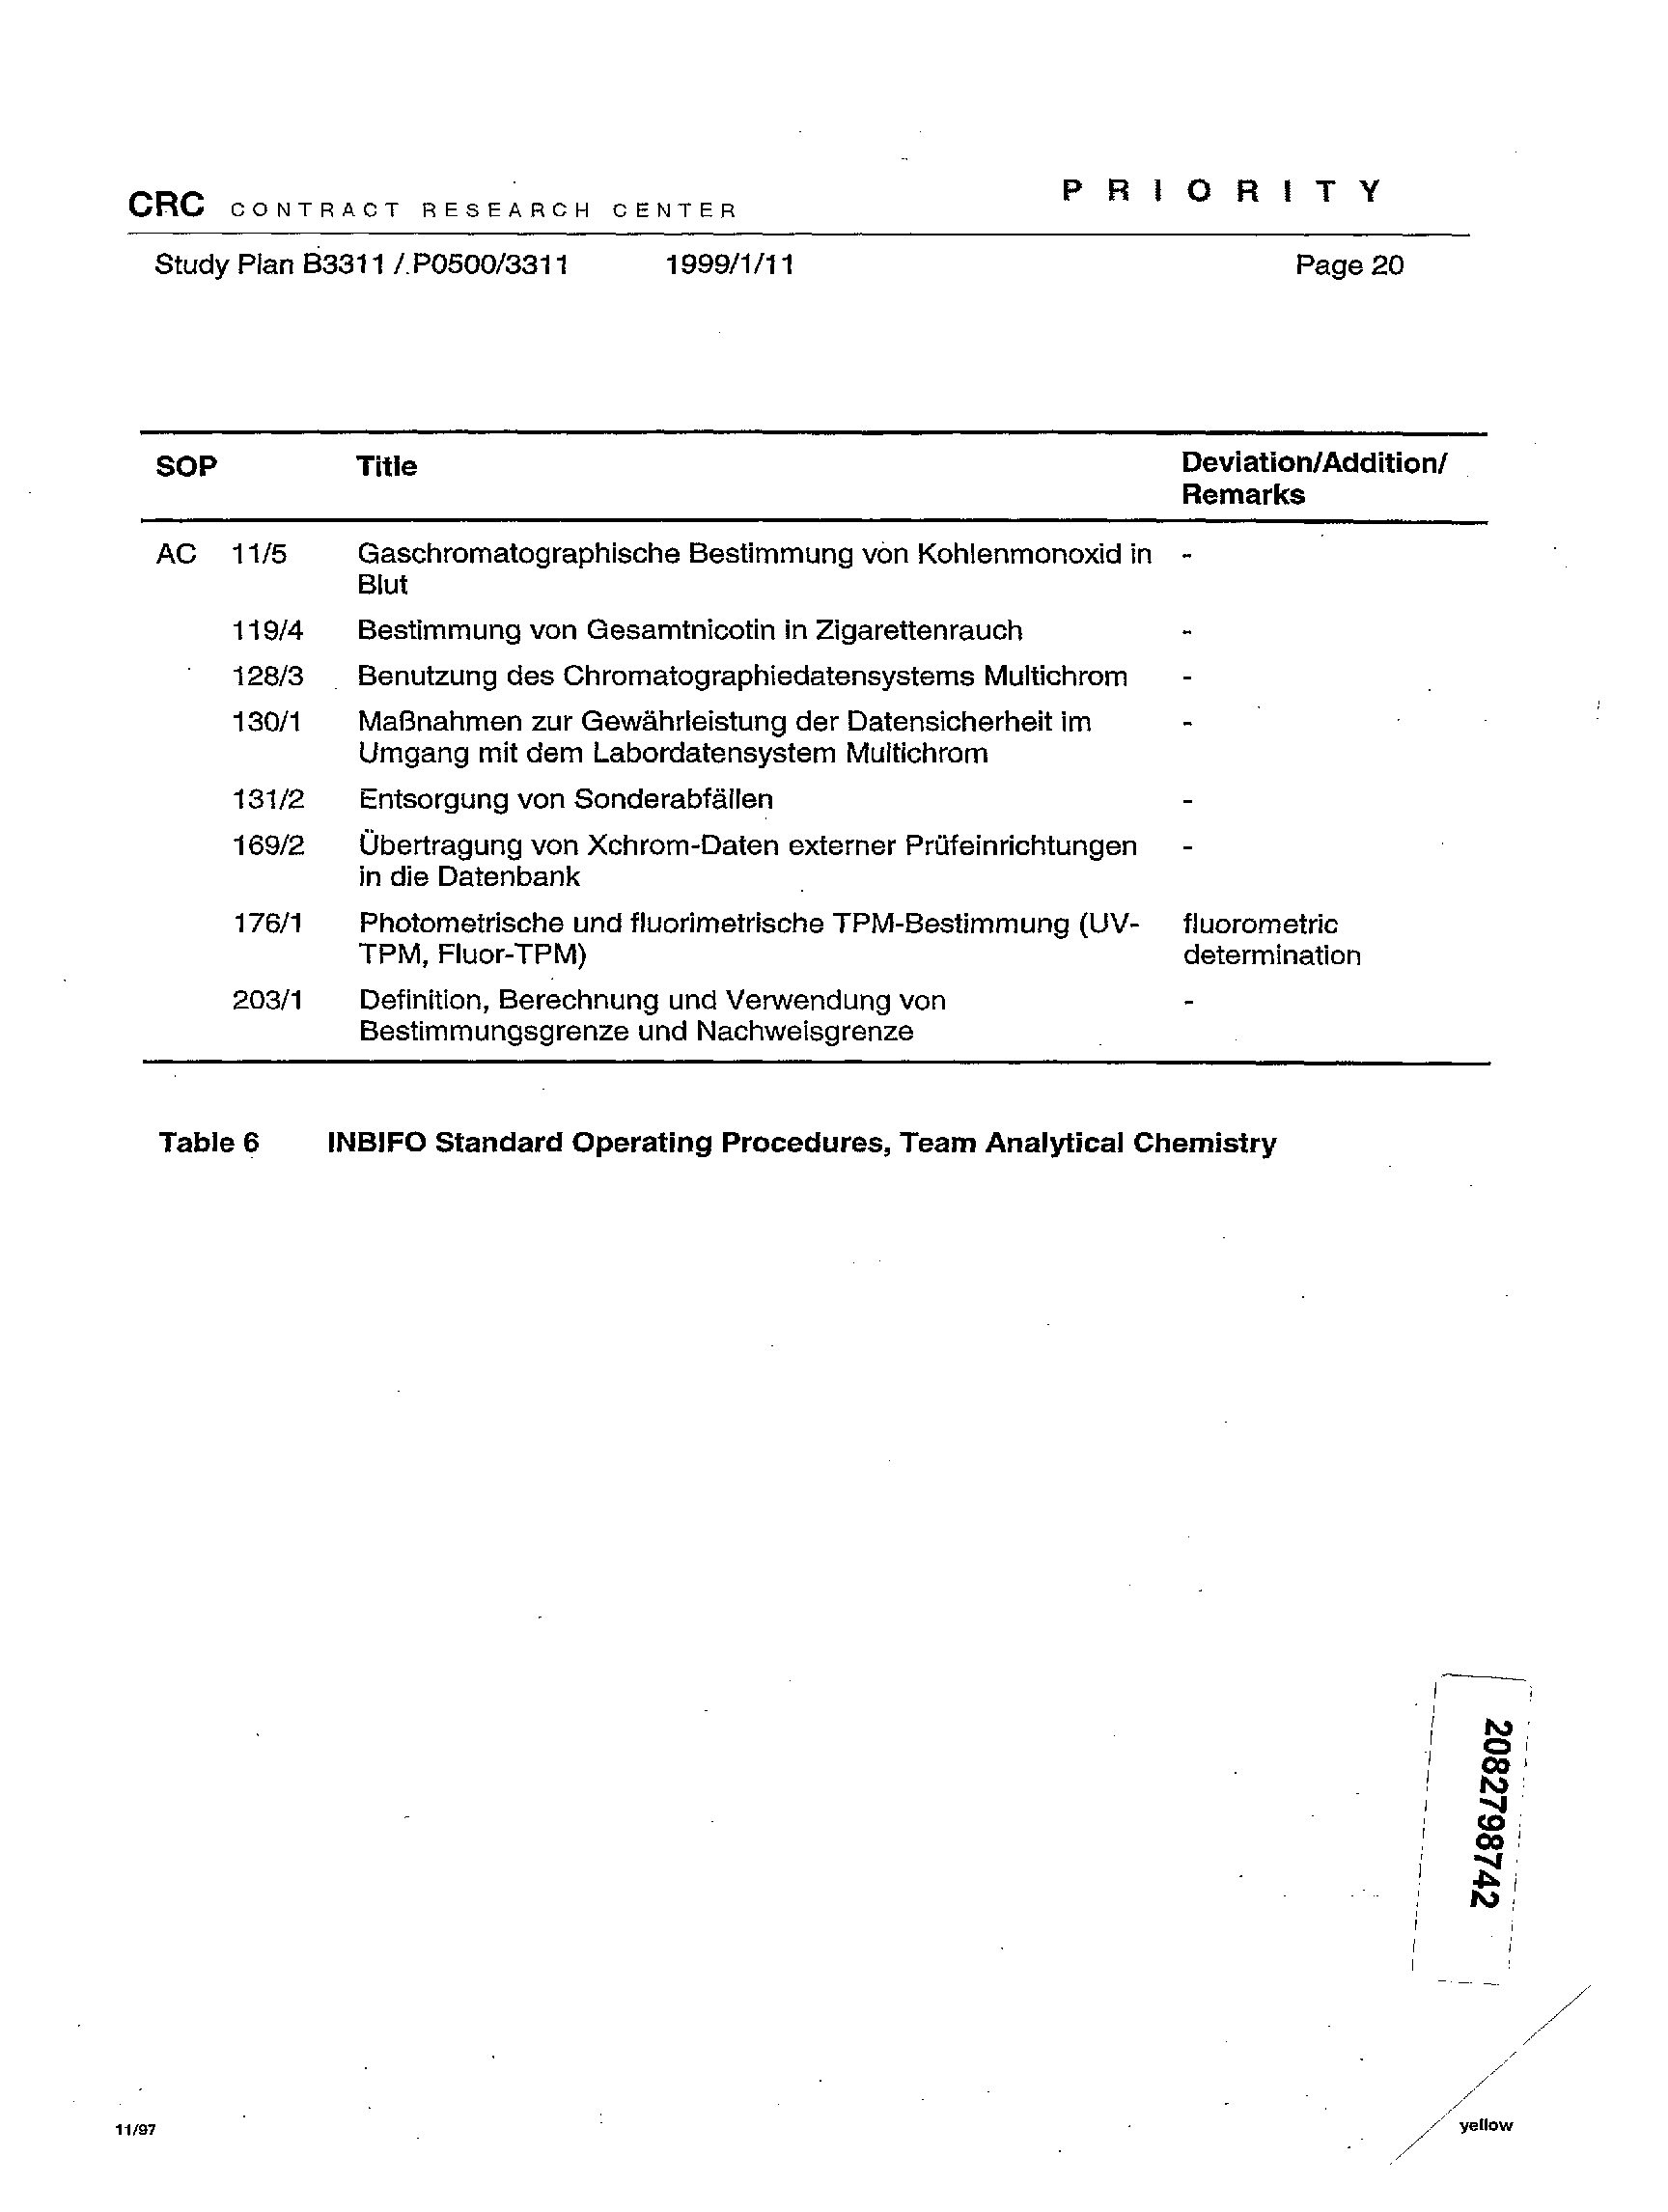 CRC CONTRACT RESEARCH CENTER
P R I O R I T Y
Study Plan B3311 / P0500/3311 1999/1/11 Page 20
SOP Title Deviation/Addition/
Remarks
AC 11/5 Gaschromatographische Bestimmung von Kohlenmonoxid in -
Blut
119/4 Bestimmung von Gesamtnicotin in Zigarettenrauch -
128/3 Benutzung des Chromatographiedatensystems Multichrom -
130/1 Maßnahmen zur Gewährleistung der Datensicherheit im -
Umgang mit dem Labordatensystem Multichrom
131/2 Entsorgung von Sonderabfällen -
169/2 Übertragung von Xchrom-Daten externer Prüfeinrichtungen -
in die Datenbank
176/1 Photometrische und fluorimetrische TPM-Bestimmung (UV- fluorometric
TPM, Fluor-TPM) determination
203/1 Definition, Berechnung und Verwendung von -
Bestimmungsgrenze und Nachweisgrenze
Table 6 INBIFO Standard Operating Procedures, Team Analytical Chemistry
2082798742
11/97
yellow